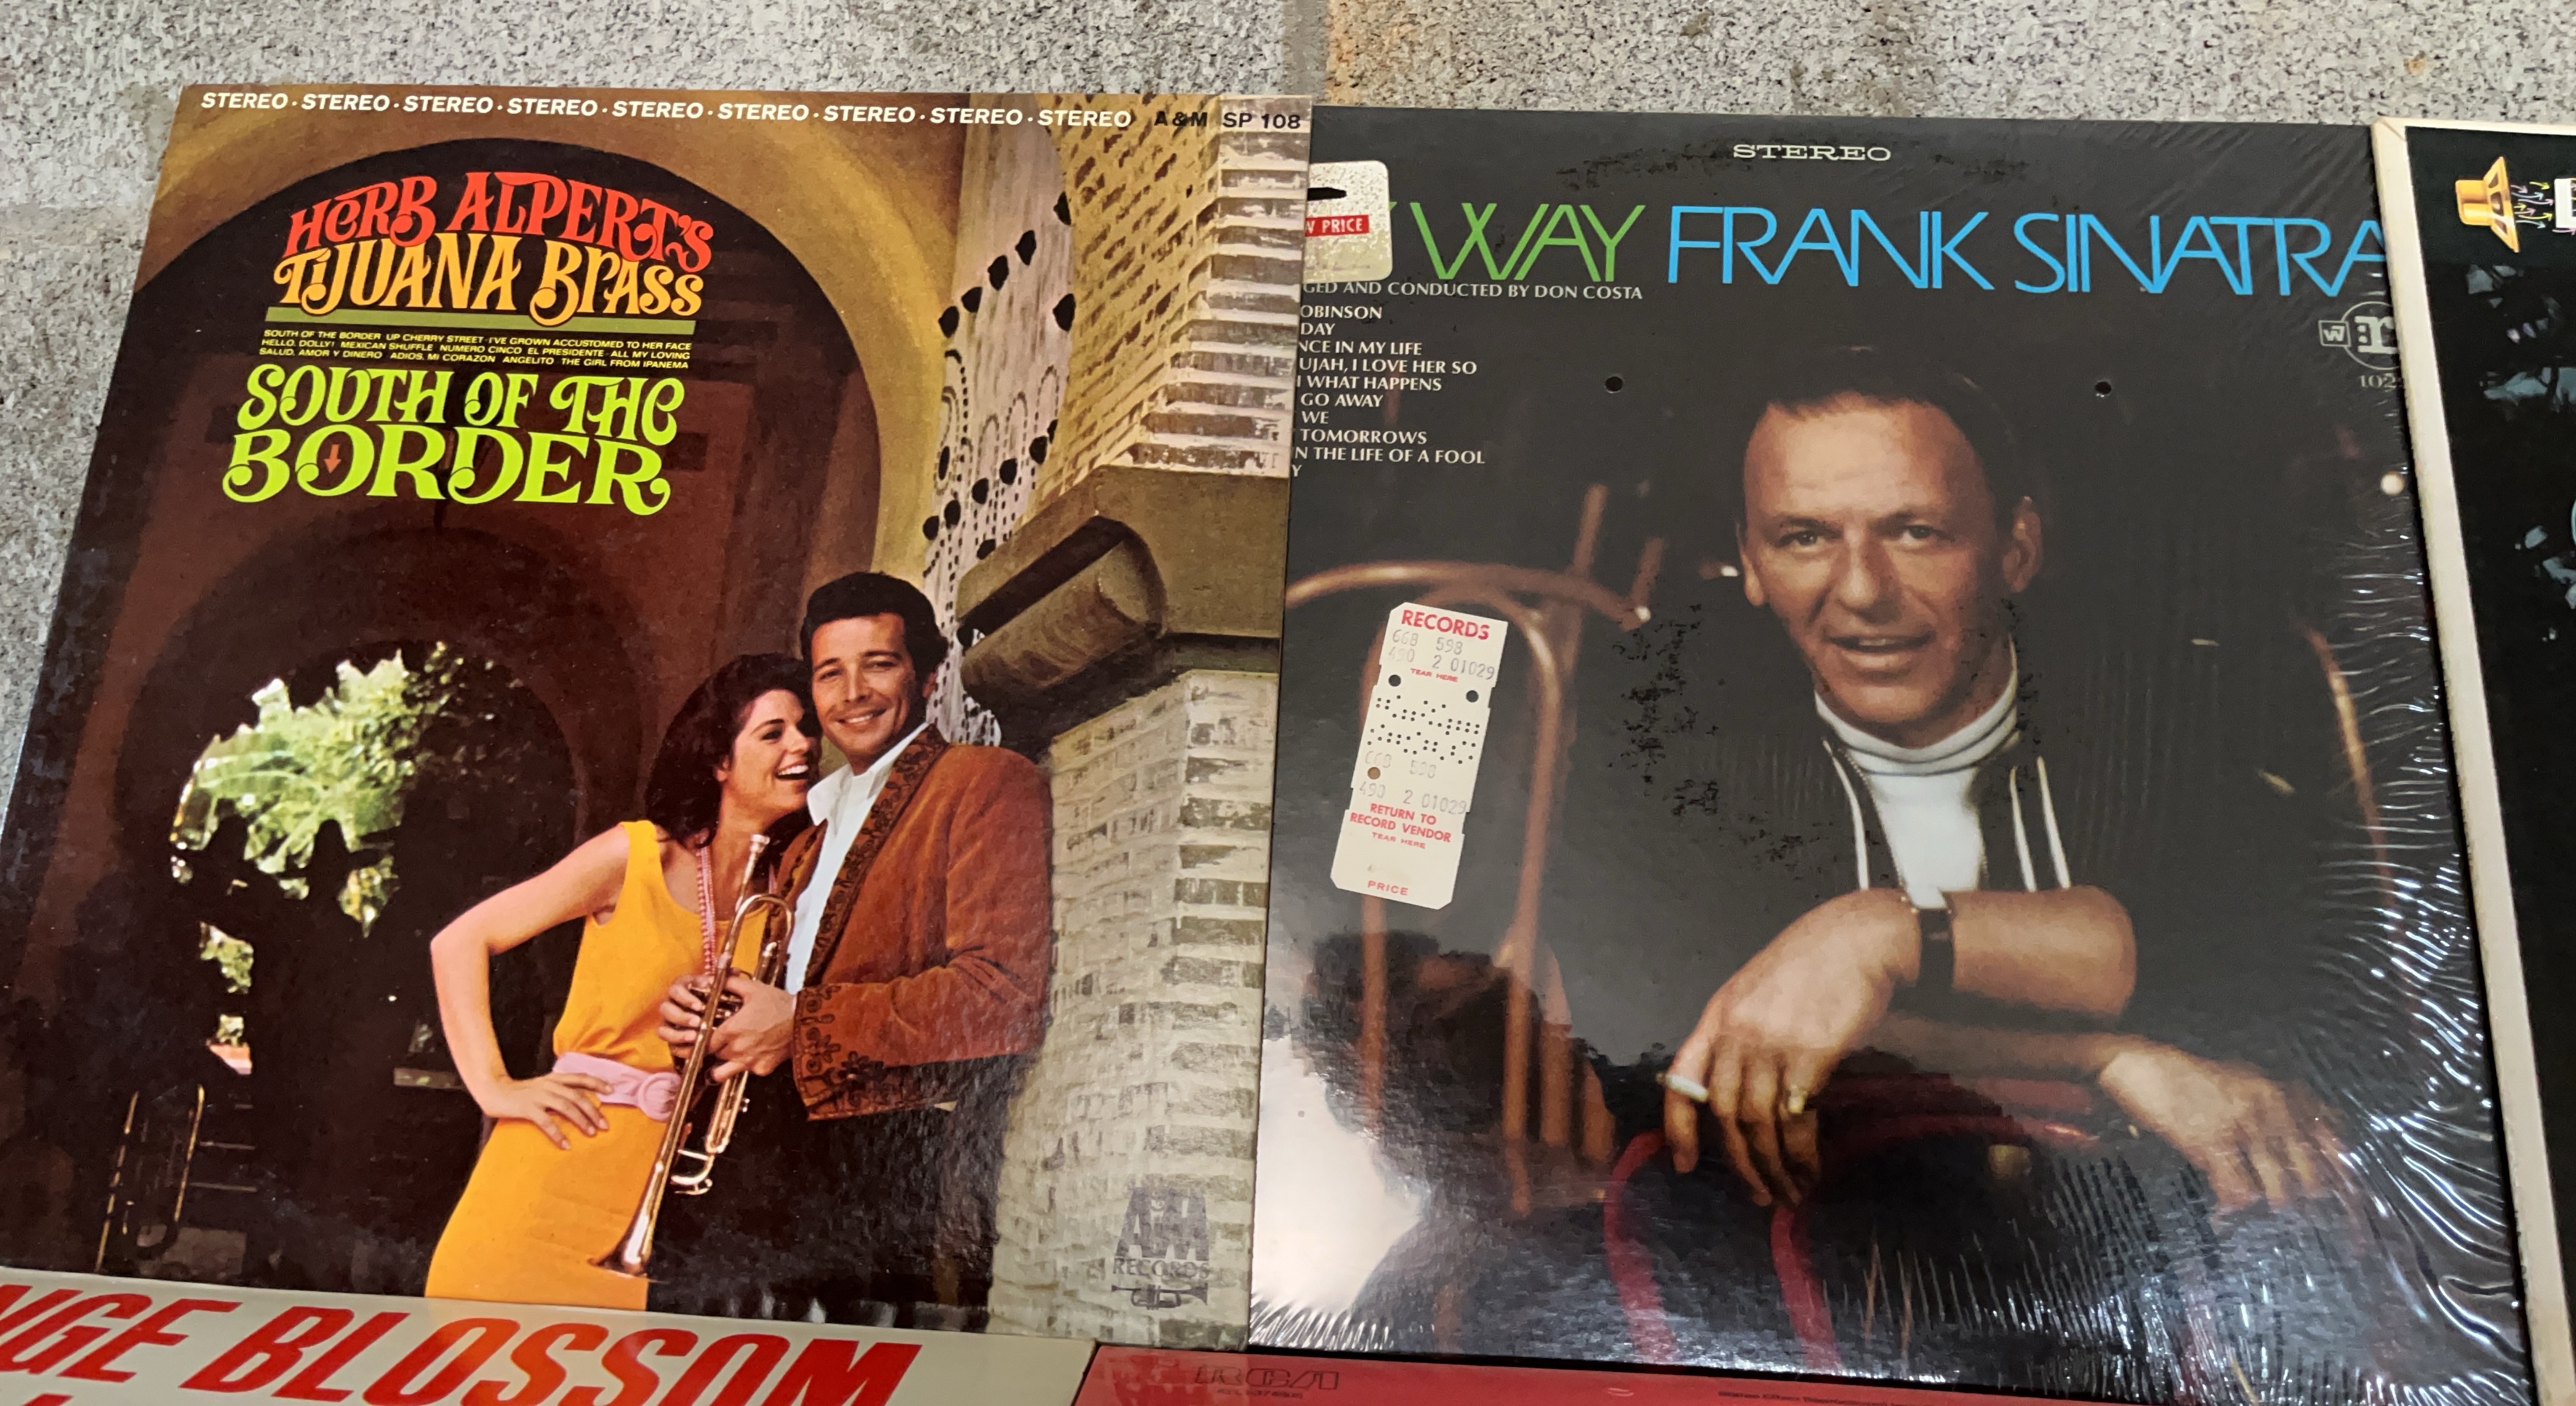 STEREO · STEREO · STEREO · STEREO · STEREO · STEREO · STEREO · STEREO · STEREO A&M SP 108
HERB ALPERT'S
TIJUANA BRASS
SOUTH OF THE BORDER UP CHERRY STREET · I'VE GROWN ACCUSTOMED TO HER FACE
HELLO, DOLLY! MEXICAN SHUFFLE NUMERO CINCO EL PRESIDENTE · ALL MY LOVING
SALUD, AMOR Y DINERO · ADIOS, MI CORAZON ANGELITO · THE GIRL FROM IPANEMA
SOUTH OF THE
BORDER
A&M
RECORDS
STEREO
W PRICE
WAY FRANK SINATRA
GED AND CONDUCTED BY DON COSTA
OBINSON
DAY
NCE IN MY LIFE
UJAH, I LOVE HER SO
WHAT HAPPENS
GO AWAY
WE
TOMORROWS
N THE LIFE OF A FOOL
Y
W
r
102
RECORDS
668 598
490 2 01029
TEAR HERE
668 598
490 2 01029
RETURN TO
RECORD VENDOR
TEAR HERE
PRICE
NGE BLOSSOM
RCA